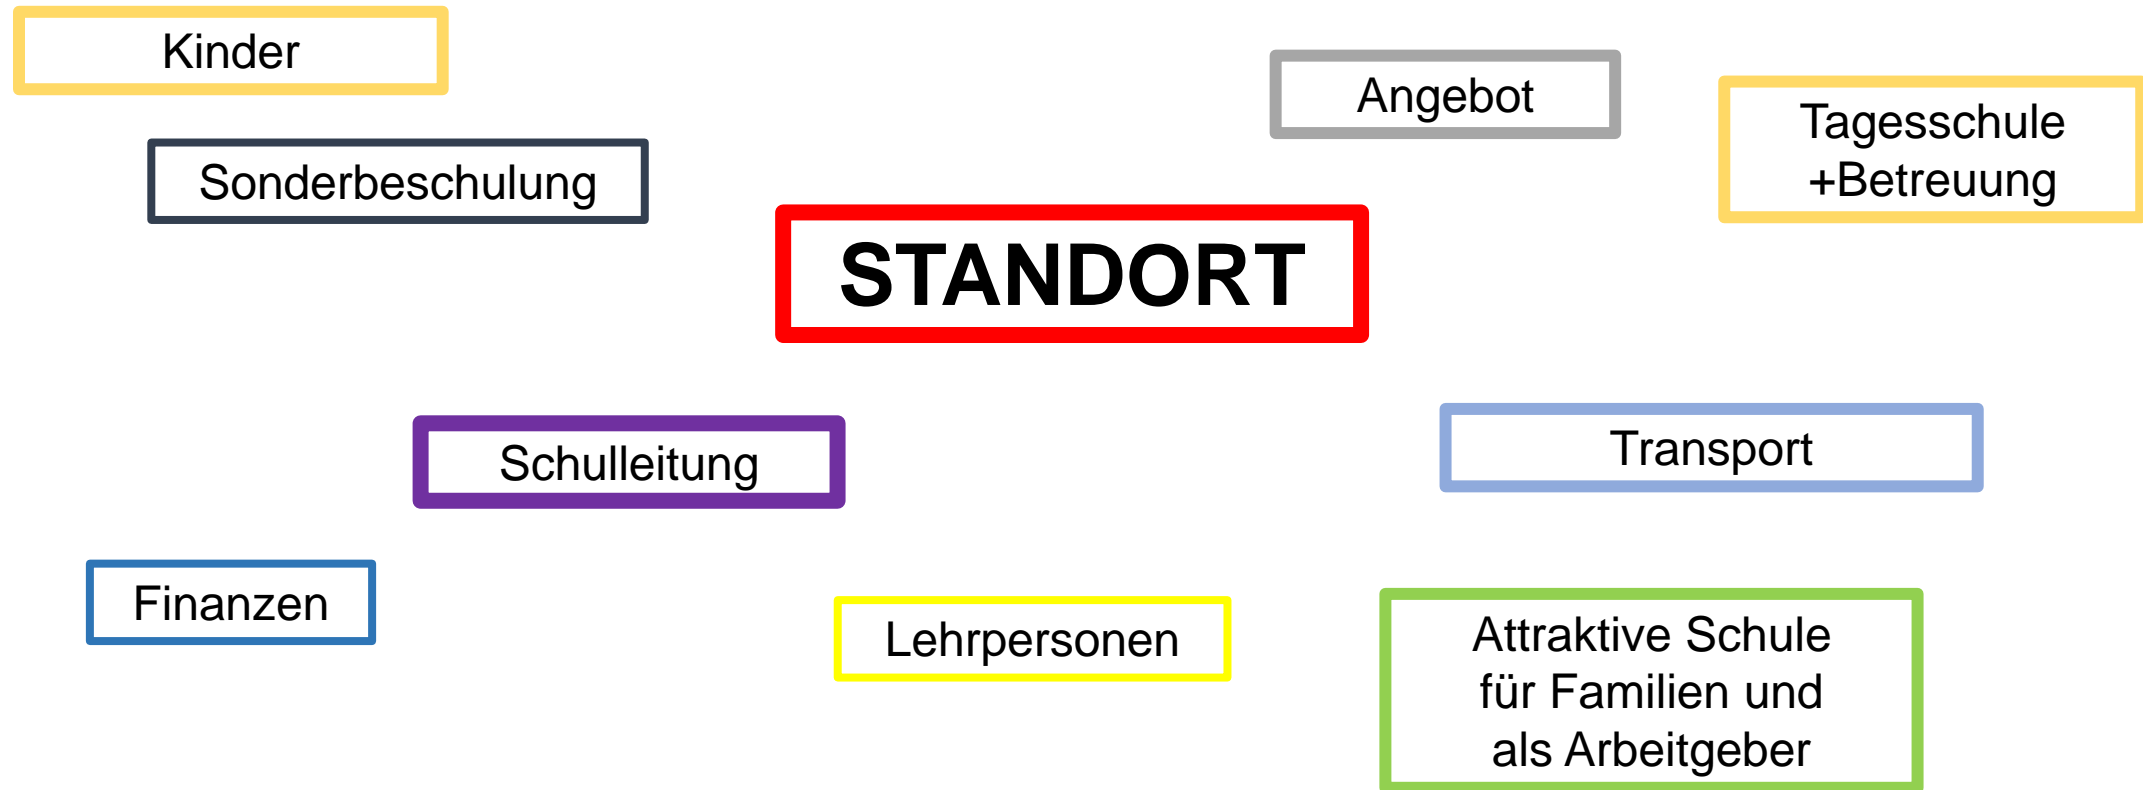 Kinder
Angebot
Tagesschule
+Betreuung
Sonderbeschulung
STANDORT
Schulleitung
Transport
Finanzen
Lehrpersonen
Attraktive Schule
für Familien und
als Arbeitgeber